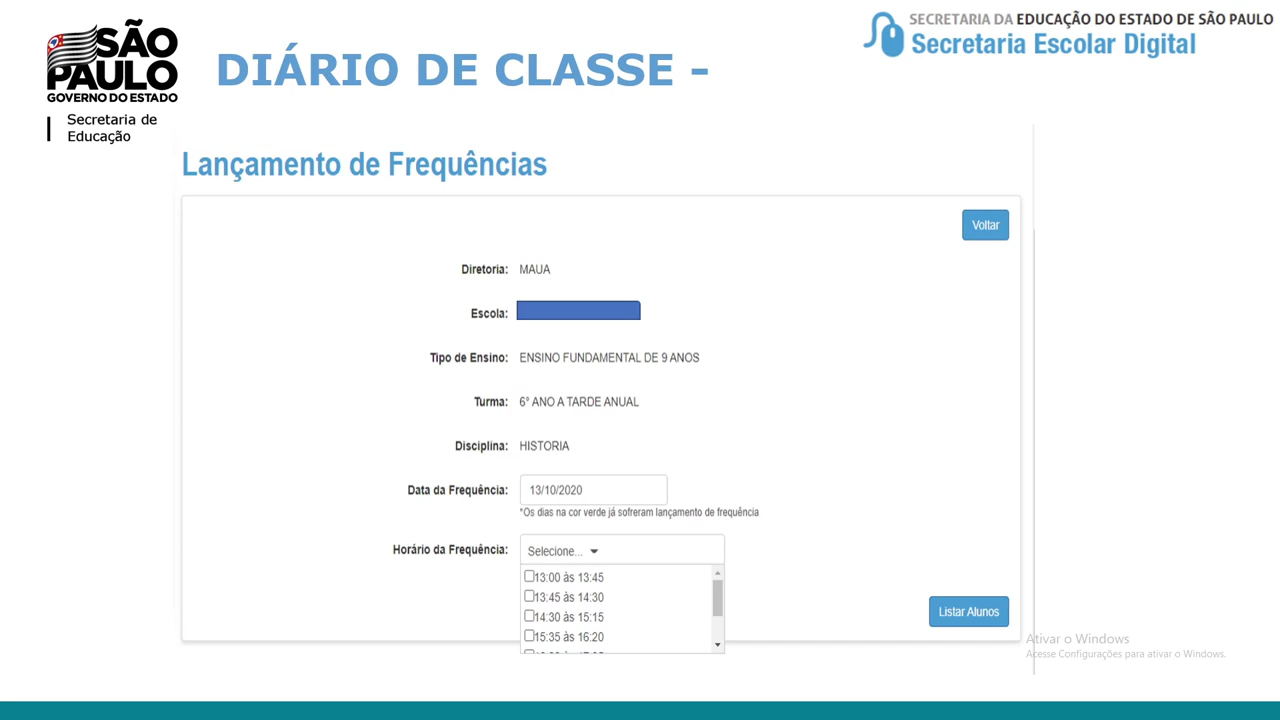 SÃO
PAULO
GOVERNO DO ESTADO
Secretaria de
Educação
DIÁRIO DE CLASSE -
SECRETARIA DA EDUCAÇÃO DO ESTADO DE SÃO PAULO
Secretaria Escolar Digital
Lançamento de Frequências
Voltar
Diretoria: MAUA
Escola:
Tipo de Ensino: ENSINO FUNDAMENTAL DE 9 ANOS
Turma: 6° ANO A TARDE ANUAL
Disciplina: HISTORIA
Data da Frequência: 13/10/2020
*Os dias na cor verde já sofreram lançamento de frequência
Horário da Frequência: Selecione...
13:00 às 13:45
13:45 às 14:30
14:30 às 15:15
15:35 às 16:20
Listar Alunos
Ativar o Windows
Acesse Configurações para ativar o Windows.